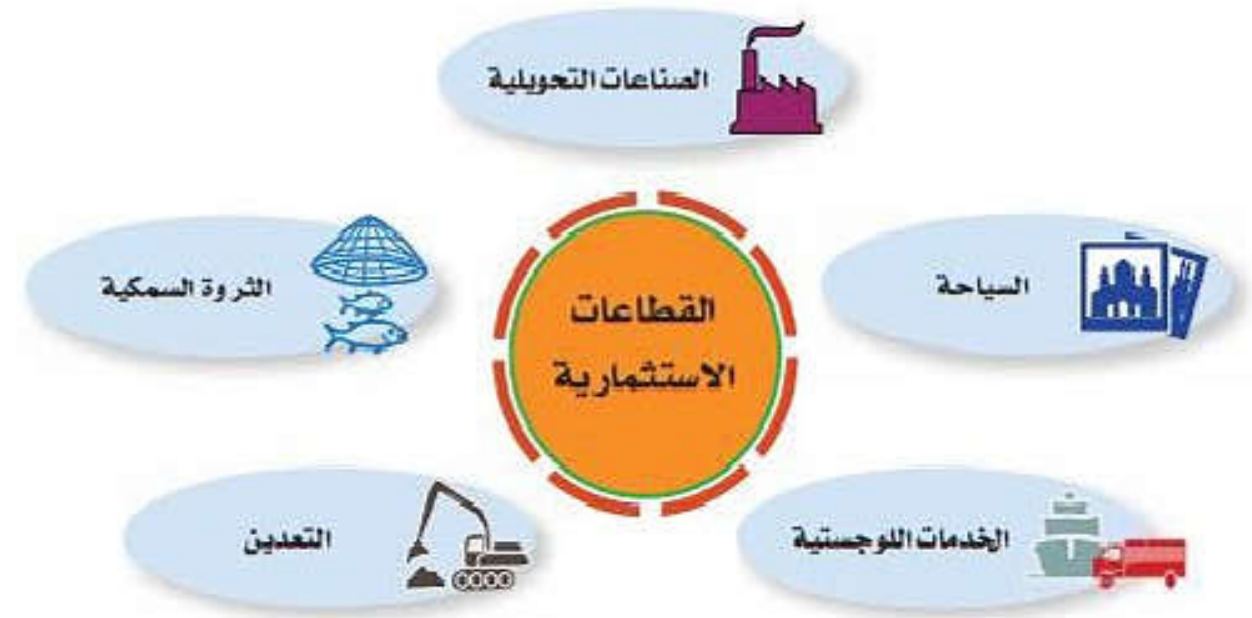 الصناعات التحويلية
السياحة
الثروة السمكية
القطاعات
الاستثمارية
الخدمات اللوجستية
التعدين